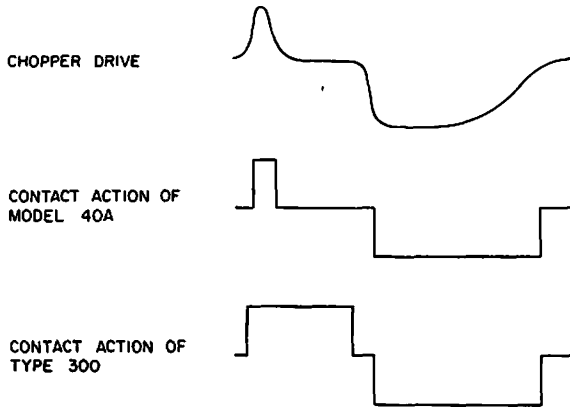 CHOPPER DRIVE
CONTACT ACTION OF
MODEL 40A
CONTACT ACTION OF
TYPE 300